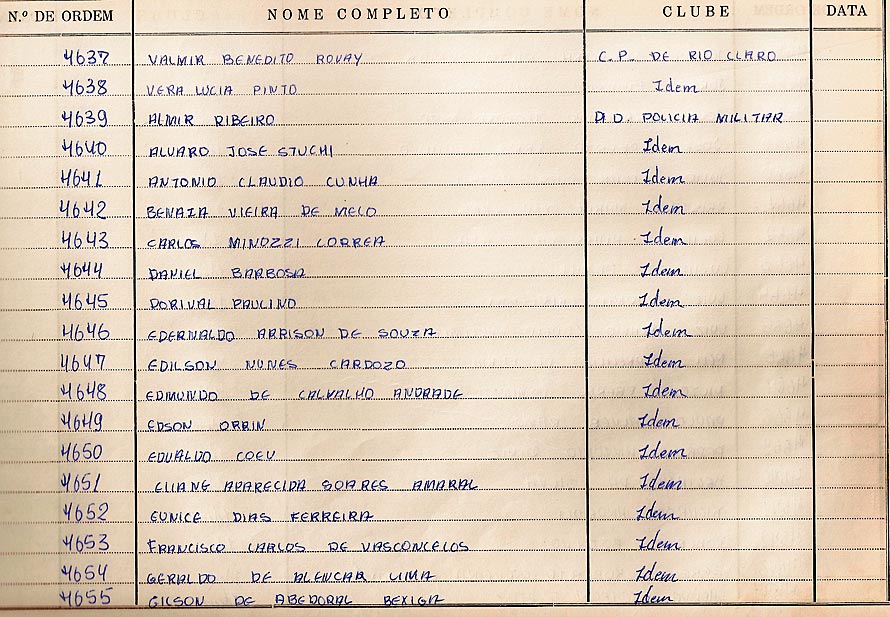 N.º DE ORDEM NOME COMPLETO CLUBE DATA
4637 VALMIR BENEDITO ROVAY C.P. DE RIO CLARO
4638 VERA LUCIA PINTO Idem
4639 ALMIR RIBEIRO A.D. POLICIA MILITAR
4640 ALVARO JOSE STUCHI Idem
4641 ANTONIO CLAUDIO CUNHA Idem
4642 BENAIA VIEIRA DE MELO Idem
4643 CARLOS MINOZZI CORREA Idem
4644 DANIEL BARBOSA Idem
4645 DORIVAL PAULINO Idem
4646 EDERNALDO ARRISON DE SOUZA Idem
4647 EDILSON NUNES CARDOZO Idem
4648 EDMUNDO DE CALVALHO ANDRADE Idem
4649 EDSON ORRIN Idem
4650 EDUALDO Idem
4651 ELIANE APARECIDA SOARES AMARAL Idem
4652 EUNICE DIAS FERREIRA Idem
4653 FRANCISCO CARLOS DE VASCONCELOS Idem
4654 GERALDO DE ALENCAR LIMA Idem
4655 GILSON DE ABEDORAL BEXIGA Idem